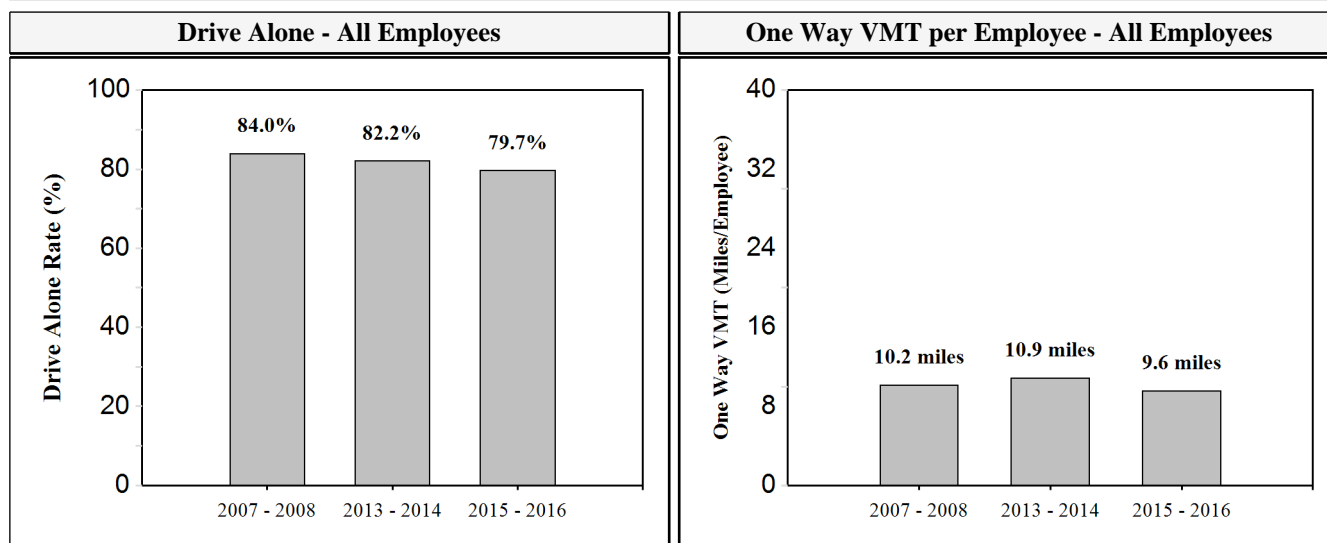 Drive Alone - All Employees
Drive Alone Rate (%)
100
80
60
40
20
0
84.0%
82.2%
79.7%
2007 - 2008
2013 - 2014
2015 - 2016
One Way VMT per Employee - All Employees
One Way VMT (Miles/Employee)
40
32
24
16
8
0
10.2 miles
10.9 miles
9.6 miles
2007 - 2008
2013 - 2014
2015 - 2016